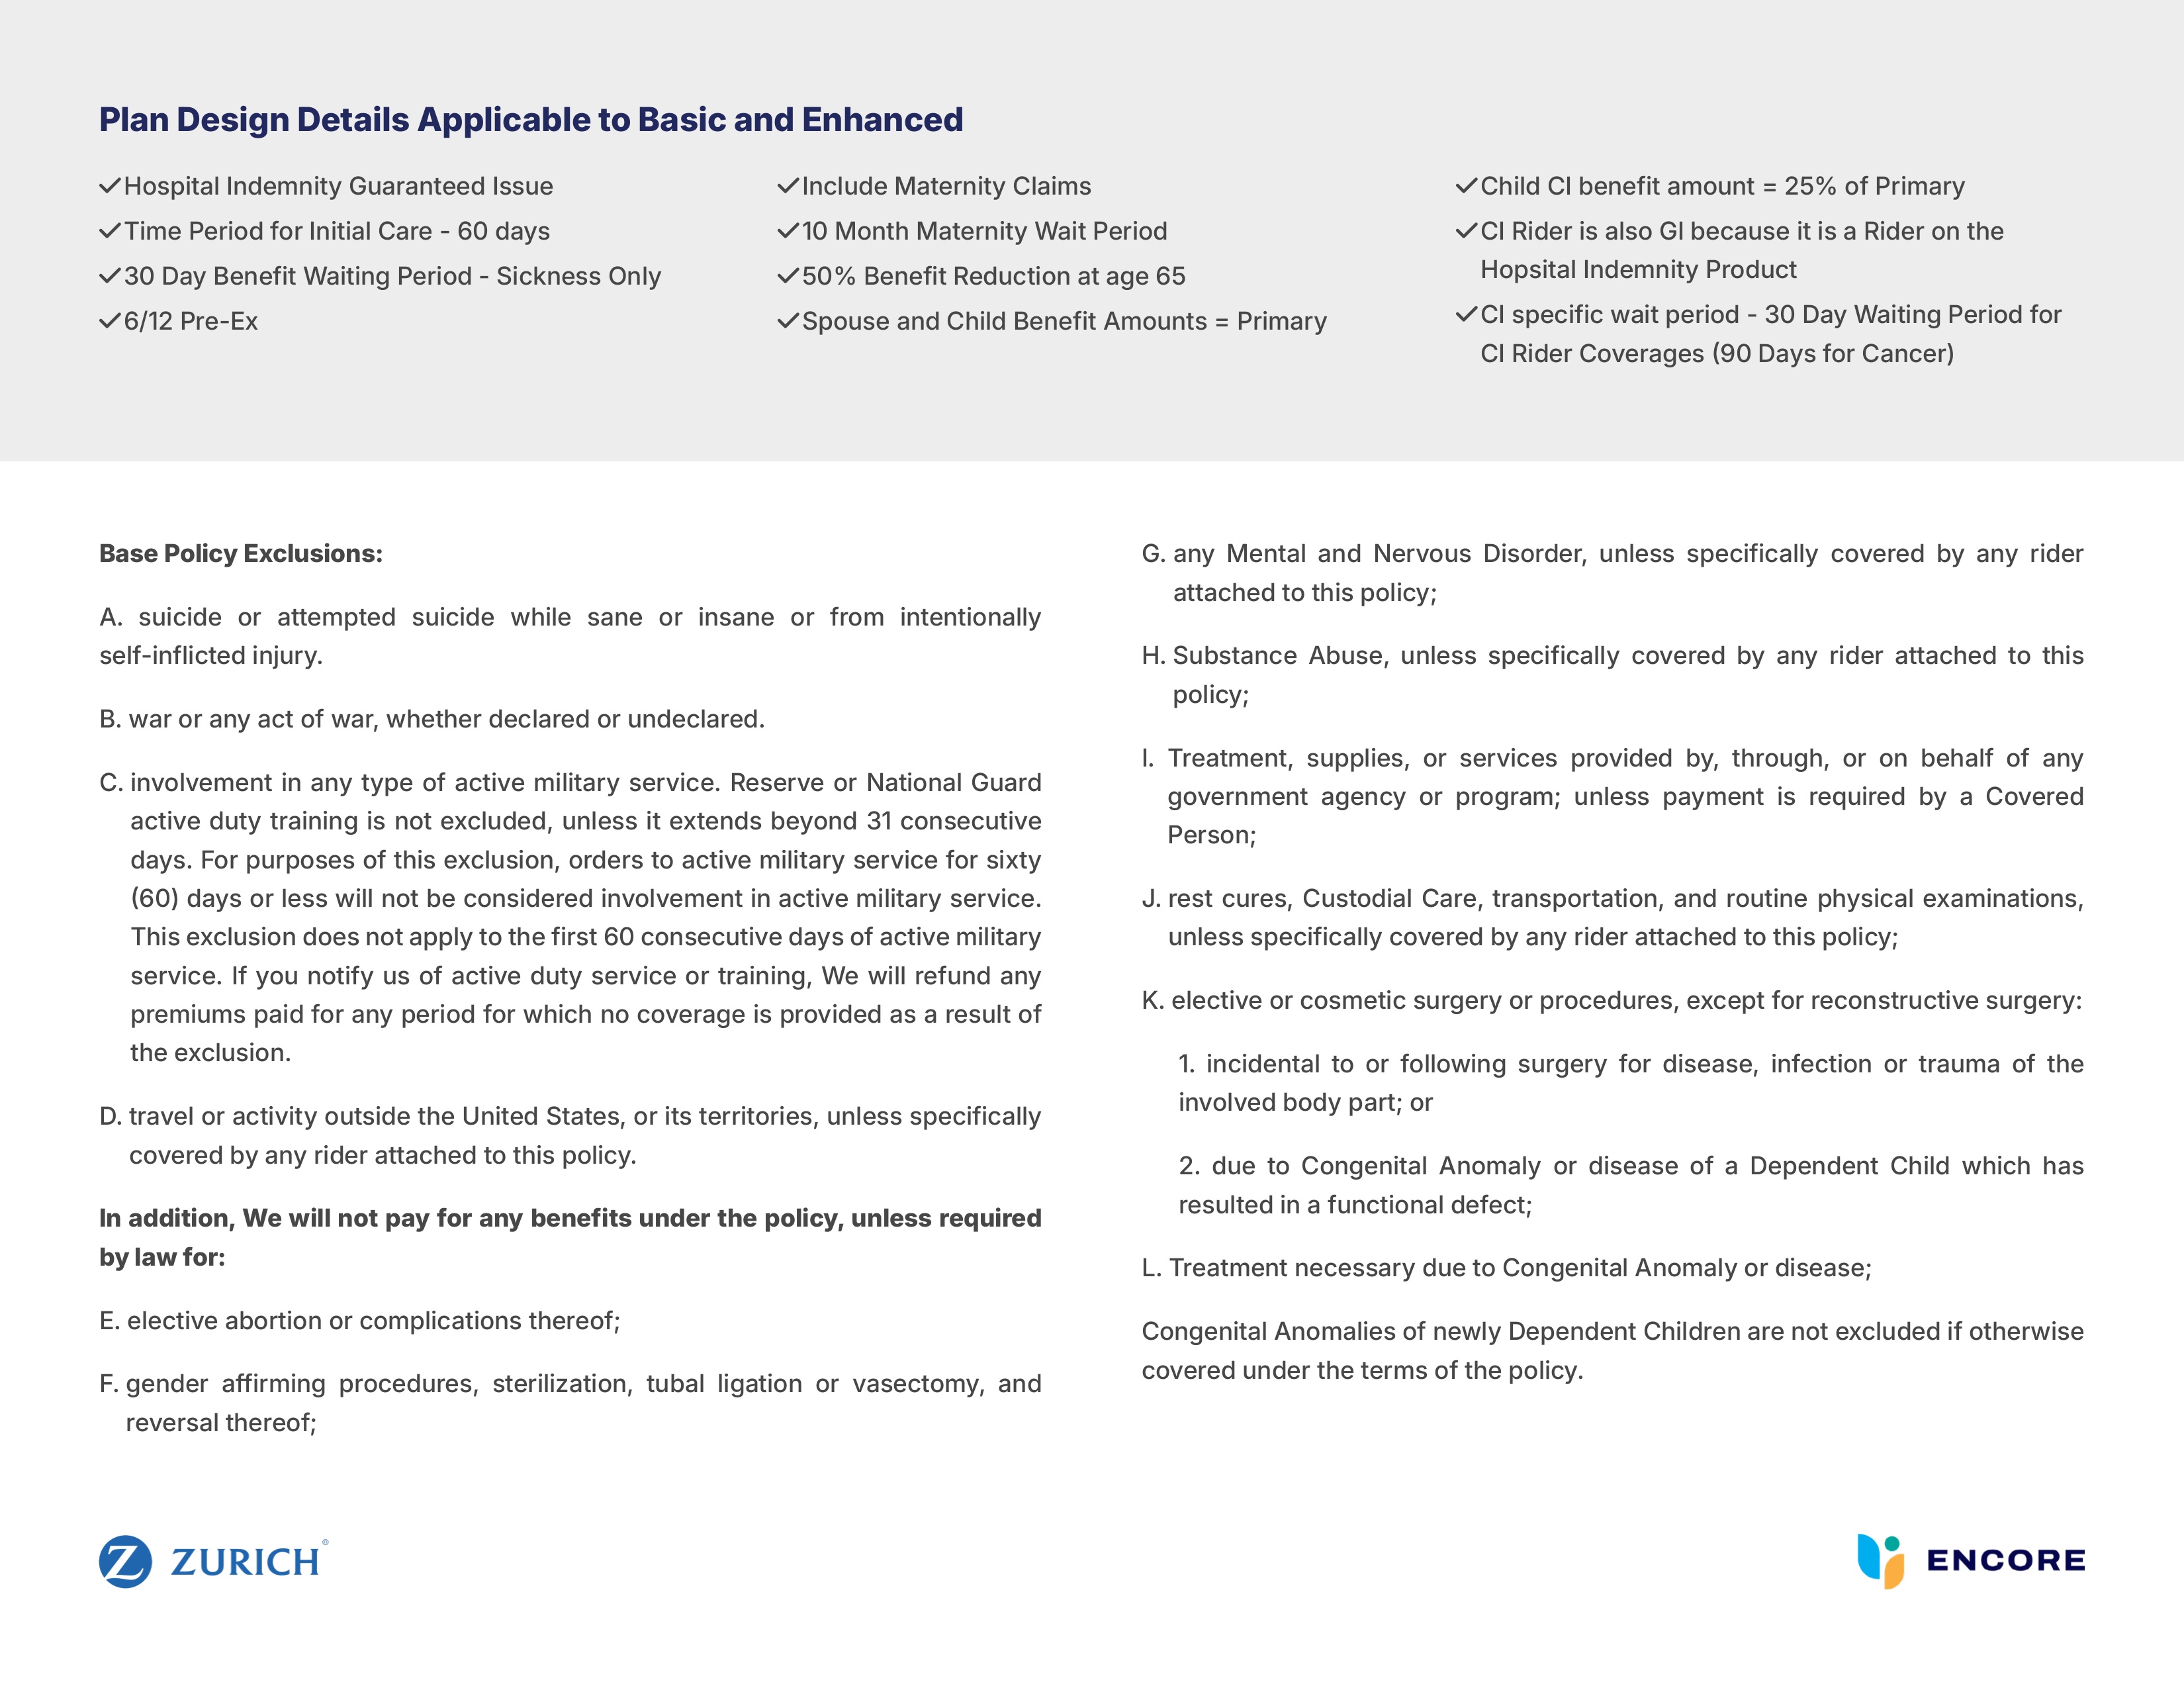 Plan Design Details Applicable to Basic and Enhanced
Hospital Indemnity Guaranteed Issue
Time Period for Initial Care - 60 days
30 Day Benefit Waiting Period - Sickness Only
6/12 Pre-Ex
Include Maternity Claims
10 Month Maternity Wait Period
50% Benefit Reduction at age 65
Spouse and Child Benefit Amounts = Primary
Child CI benefit amount = 25% of Primary
CI Rider is also GI because it is a Rider on the
Hopsital Indemnity Product
CI specific wait period - 30 Day Waiting Period for
CI Rider Coverages (90 Days for Cancer)
Base Policy Exclusions:
A. suicide or attempted suicide while sane or insane or from intentionally
self-inflicted injury.
B. war or any act of war, whether declared or undeclared.
C. involvement in any type of active military service. Reserve or National Guard
active duty training is not excluded, unless it extends beyond 31 consecutive
days. For purposes of this exclusion, orders to active military service for sixty
(60) days or less will not be considered involvement in active military service.
This exclusion does not apply to the first 60 consecutive days of active military
service. If you notify us of active duty service or training, We will refund any
premiums paid for any period for which no coverage is provided as a result of
the exclusion.
D. travel or activity outside the United States, or its territories, unless specifically
covered by any rider attached to this policy.
In addition, We will not pay for any benefits under the policy, unless required
by law for:
E. elective abortion or complications thereof;
F. gender affirming procedures, sterilization, tubal ligation or vasectomy, and
reversal thereof;
G. any Mental and Nervous Disorder, unless specifically covered by any rider
attached to this policy;
H. Substance Abuse, unless specifically covered by any rider attached to this
policy;
I. Treatment, supplies, or services provided by, through, or on behalf of any
government agency or program; unless payment is required by a Covered
Person;
J. rest cures, Custodial Care, transportation, and routine physical examinations,
unless specifically covered by any rider attached to this policy;
K. elective or cosmetic surgery or procedures, except for reconstructive surgery:
1. incidental to or following surgery for disease, infection or trauma of the
involved body part; or
2. due to Congenital Anomaly or disease of a Dependent Child which has
resulted in a functional defect;
L. Treatment necessary due to Congenital Anomaly or disease;
Congenital Anomalies of newly Dependent Children are not excluded if otherwise
covered under the terms of the policy.
Z ZURICH®
ENCORE